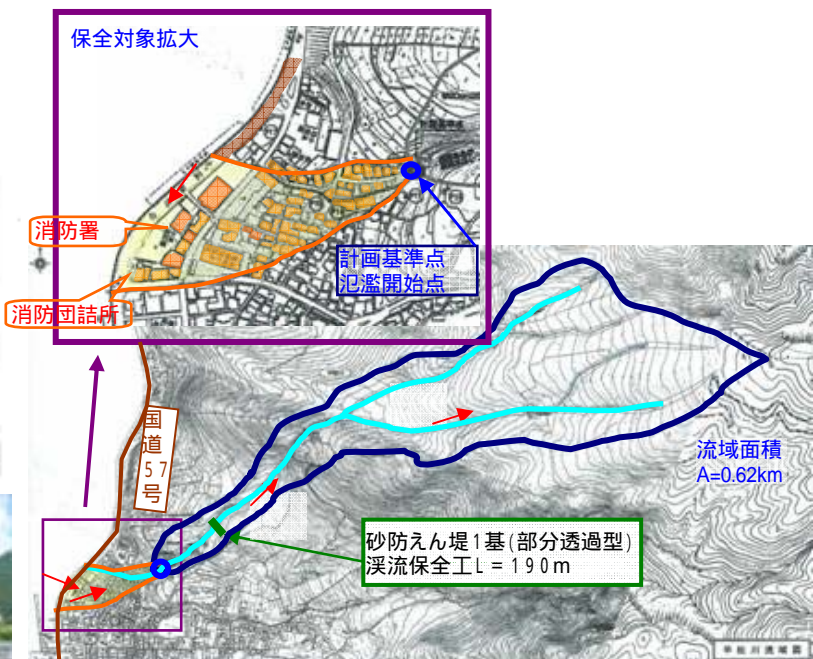 保全対象拡大
消防署
消防団詰所
計画基準点
氾濫開始点
国道57号
流域面積
A=0.62km
砂防えん堤1基(部分透過型)
渓流保全工L=190m